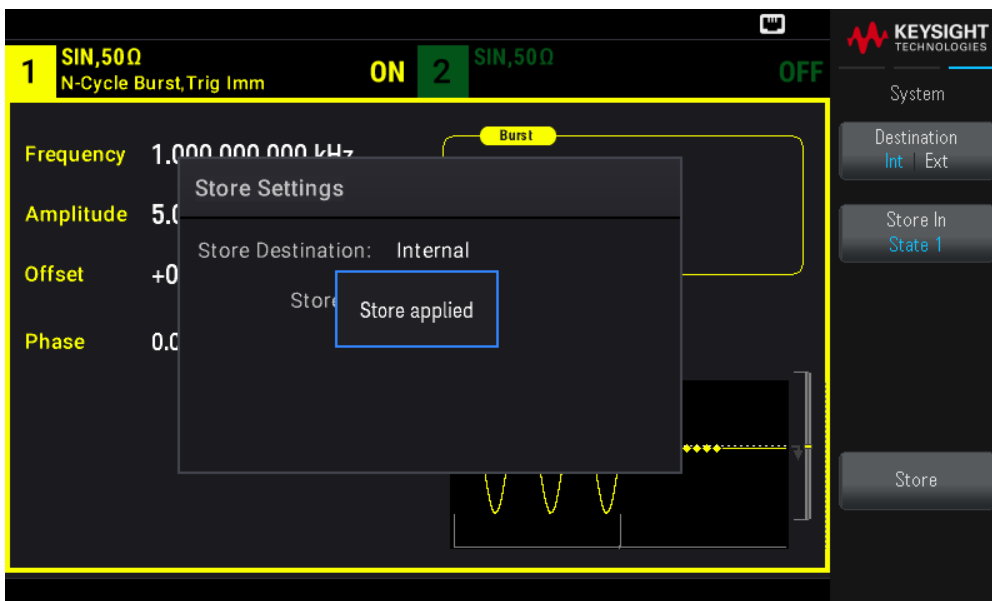 KEYSIGHT
TECHNOLOGIES
1 SIN,50Ω ON
N-Cycle Burst,Trig Imm
2 SIN,50Ω OFF
System
Burst
Destination
Int | Ext
Frequency
Store Settings
Amplitude
Store In
State 1
Store Destination: Internal
Offset
Store applied
Phase
Store